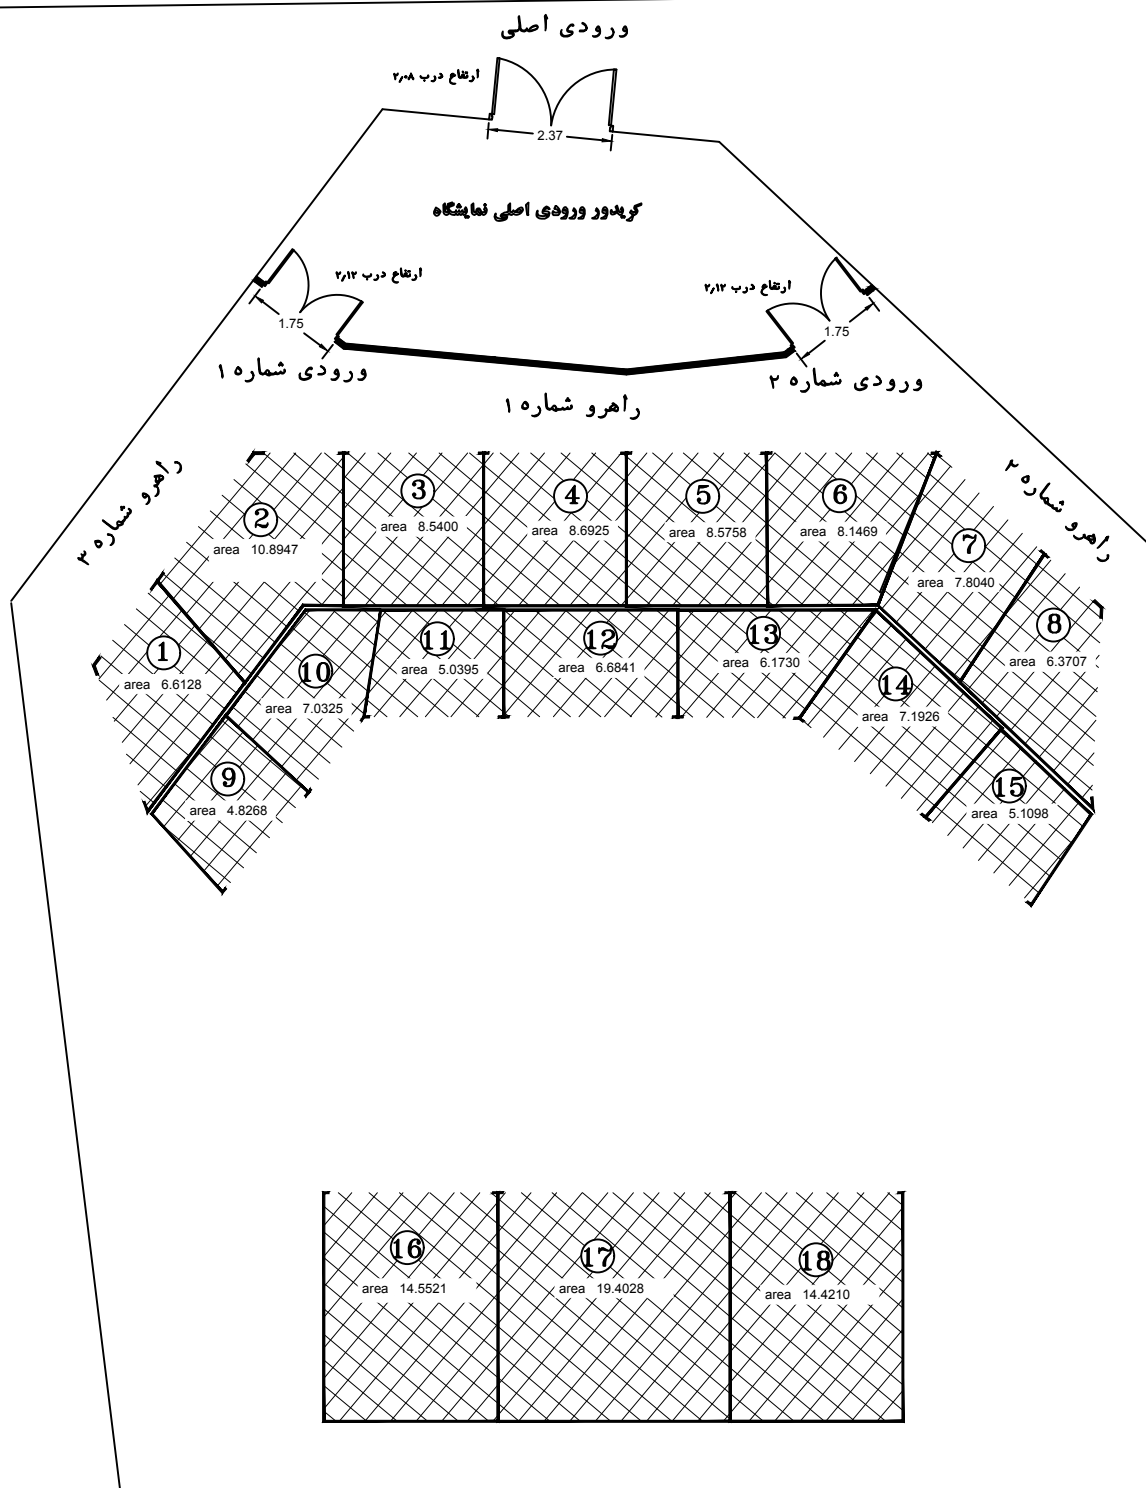 ورودی اصلی
ارتفاع درب ۲٫۰۸
2.37
کریدور ورودی اصلی نمایشگاه
ارتفاع درب ۲٫۱۲
ارتفاع درب ۲٫۱۲
1.75
1.75
ورودی شماره ۱
ورودی شماره ۲
راهرو شماره ۱
راهرو شماره ۳
راهرو شماره ۲
1
area 6.6128
2
area 10.8947
3
area 8.5400
4
area 8.6925
5
area 8.5758
6
area 8.1469
7
area 7.8040
8
area 6.3707
9
area 4.8268
10
area 7.0325
11
area 5.0395
12
area 6.6841
13
area 6.1730
14
area 7.1926
15
area 5.1098
16
area 14.5521
17
area 19.4028
18
area 14.4210